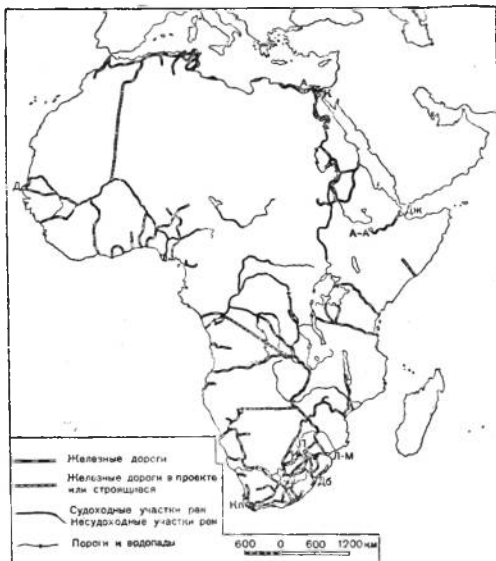 А
К
Д
Дж
А-А
П
Л-М
Дб
Кп
Железные дороги
Железные дороги в проекте
или строящиеся
Судоходные участки рек
Несудоходные участки рек
Пороги и водопады
600 0 600 1200 км